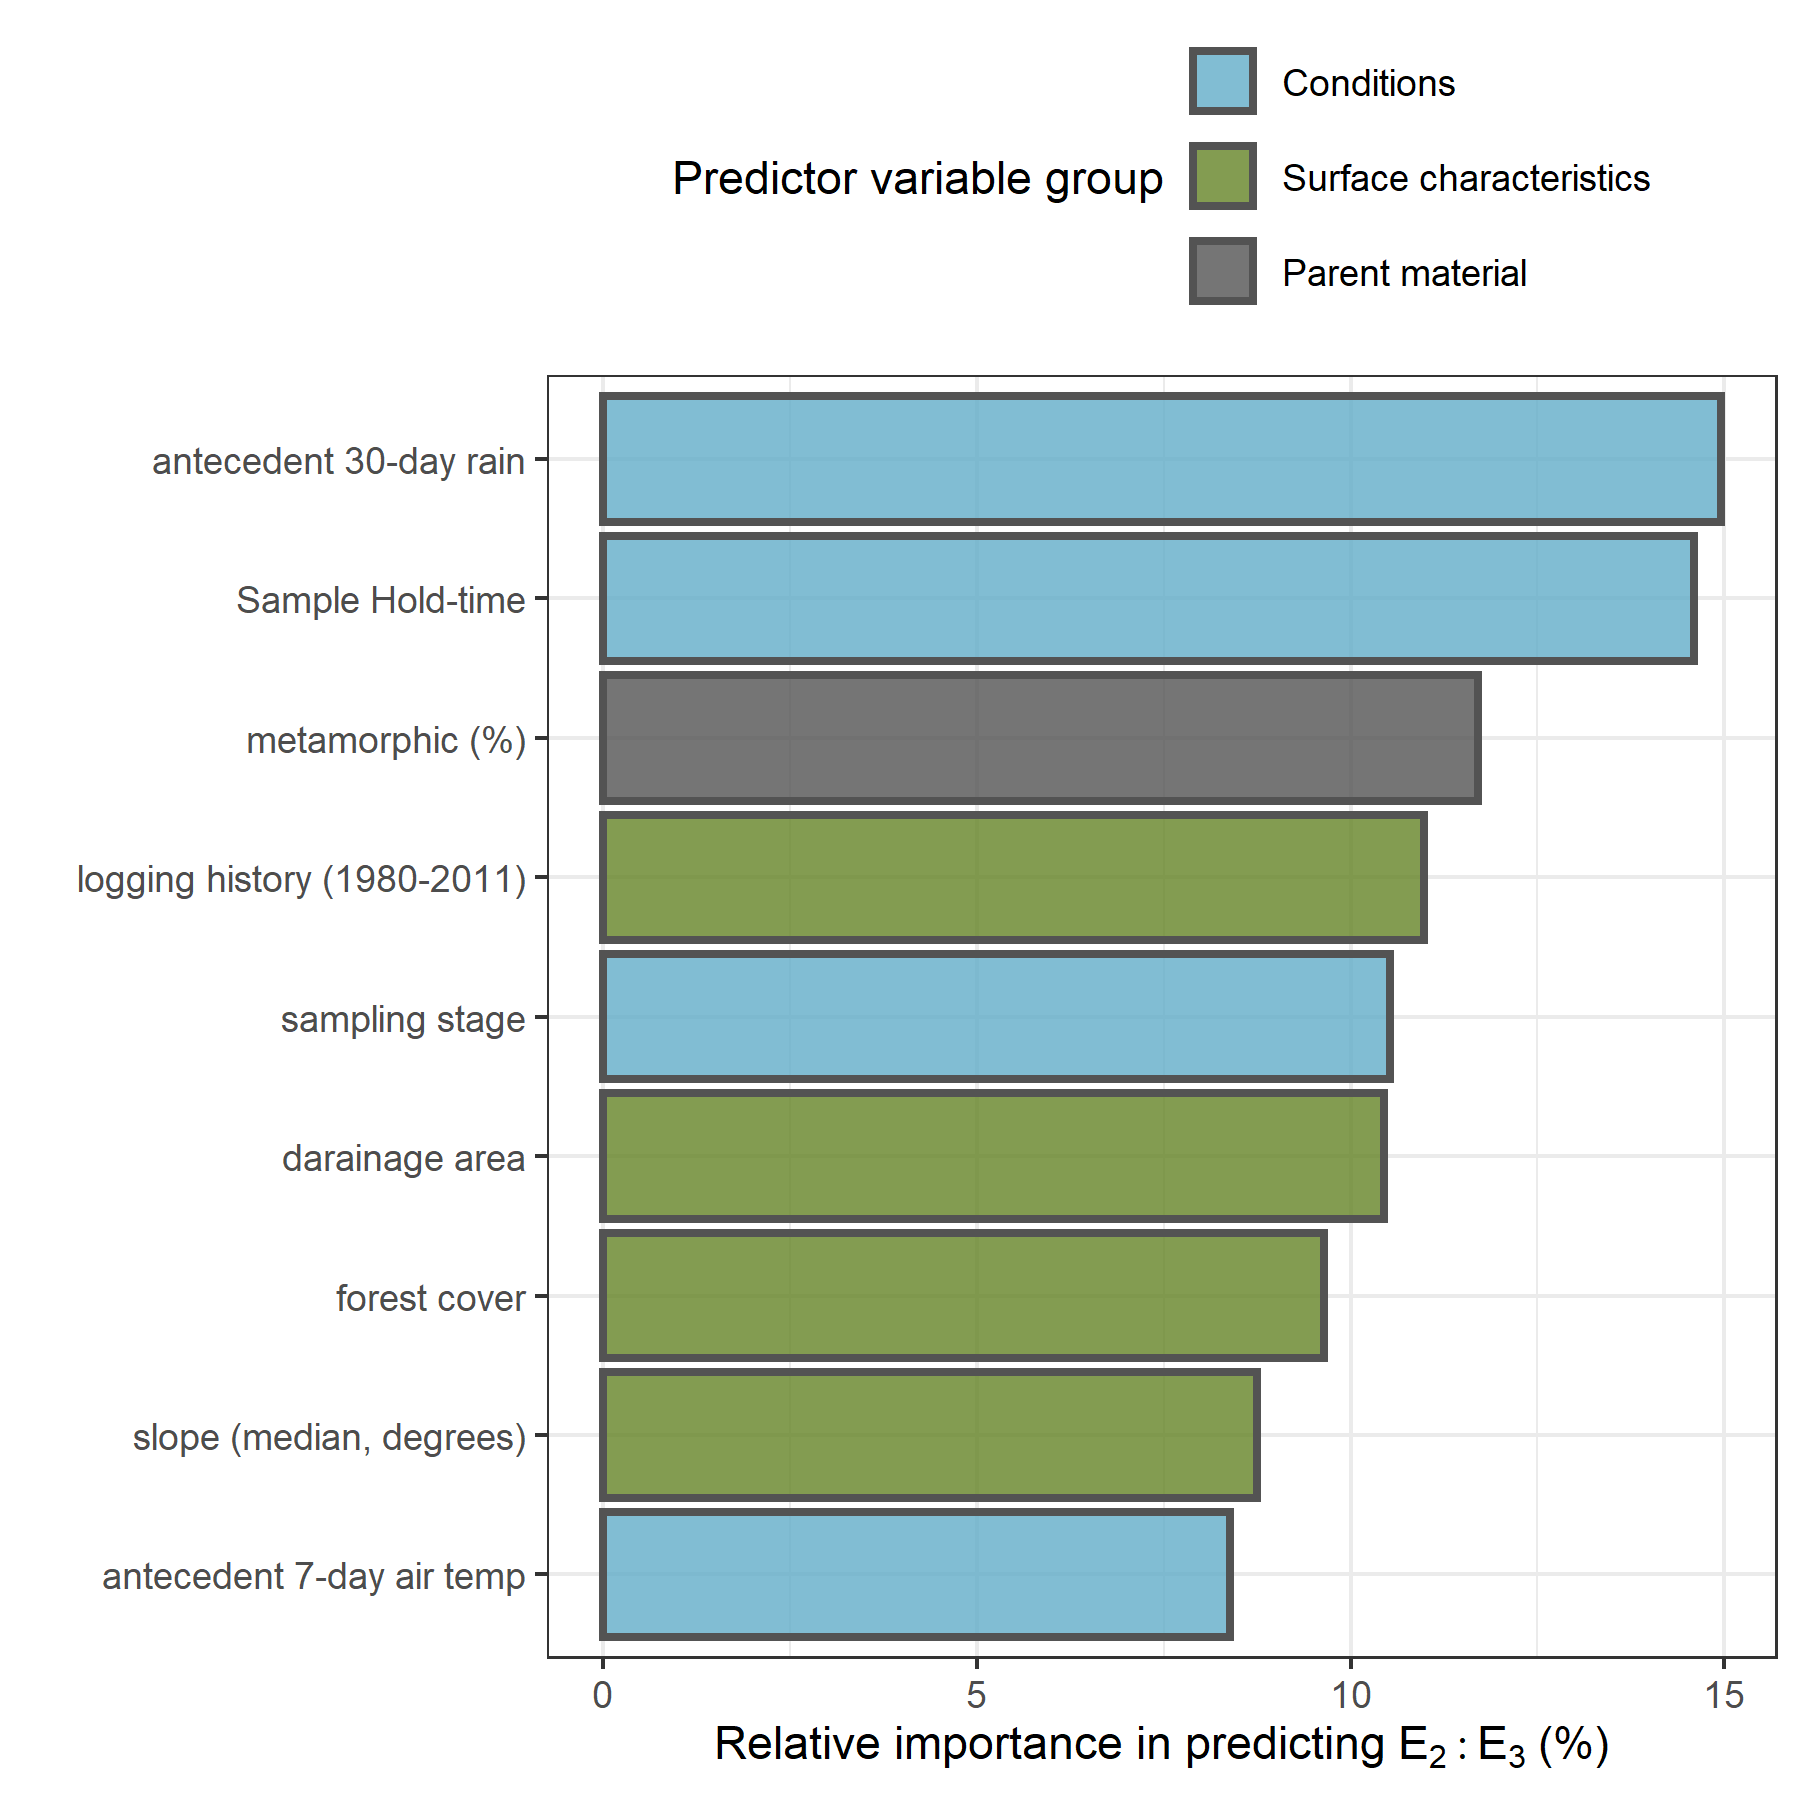 Conditions
Predictor variable group
Surface characteristics
Parent material
antecedent 30-day rain
Sample Hold-time
metamorphic (%)
logging history (1980-2011)
sampling stage
darainage area
forest cover
slope (median, degrees)
antecedent 7-day air temp
0 5 10 15
Relative importance in predicting E₂ : E₃ (%)